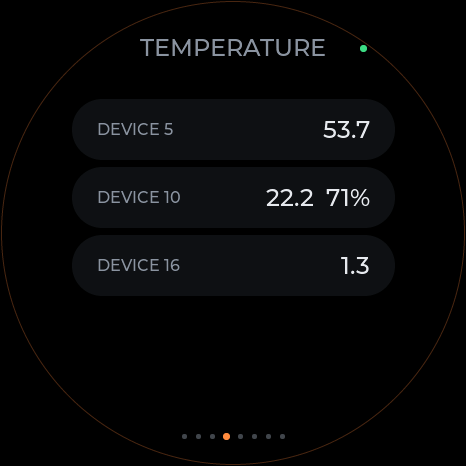 TEMPERATURE
DEVICE 5 53.7
DEVICE 10 22.2 71%
DEVICE 16 1.3